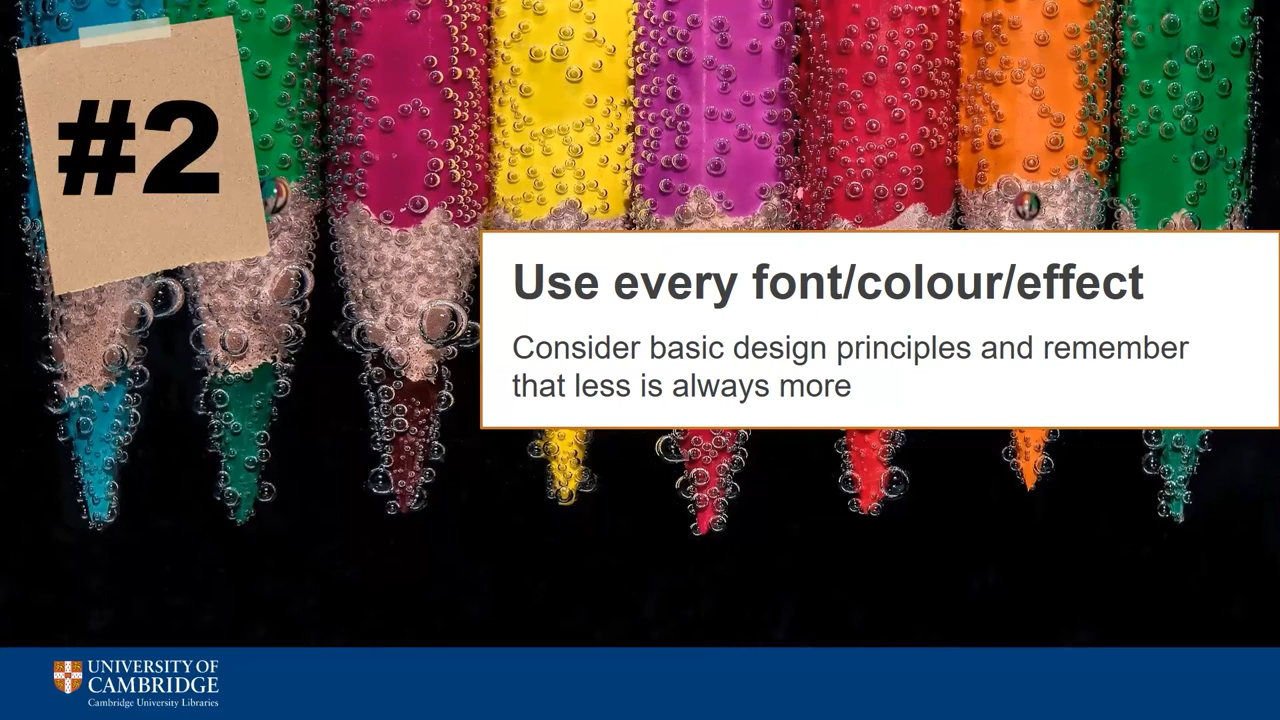 #2
Use every font/colour/effect
Consider basic design principles and remember
that less is always more
UNIVERSITY OF
CAMBRIDGE
Cambridge University Libraries